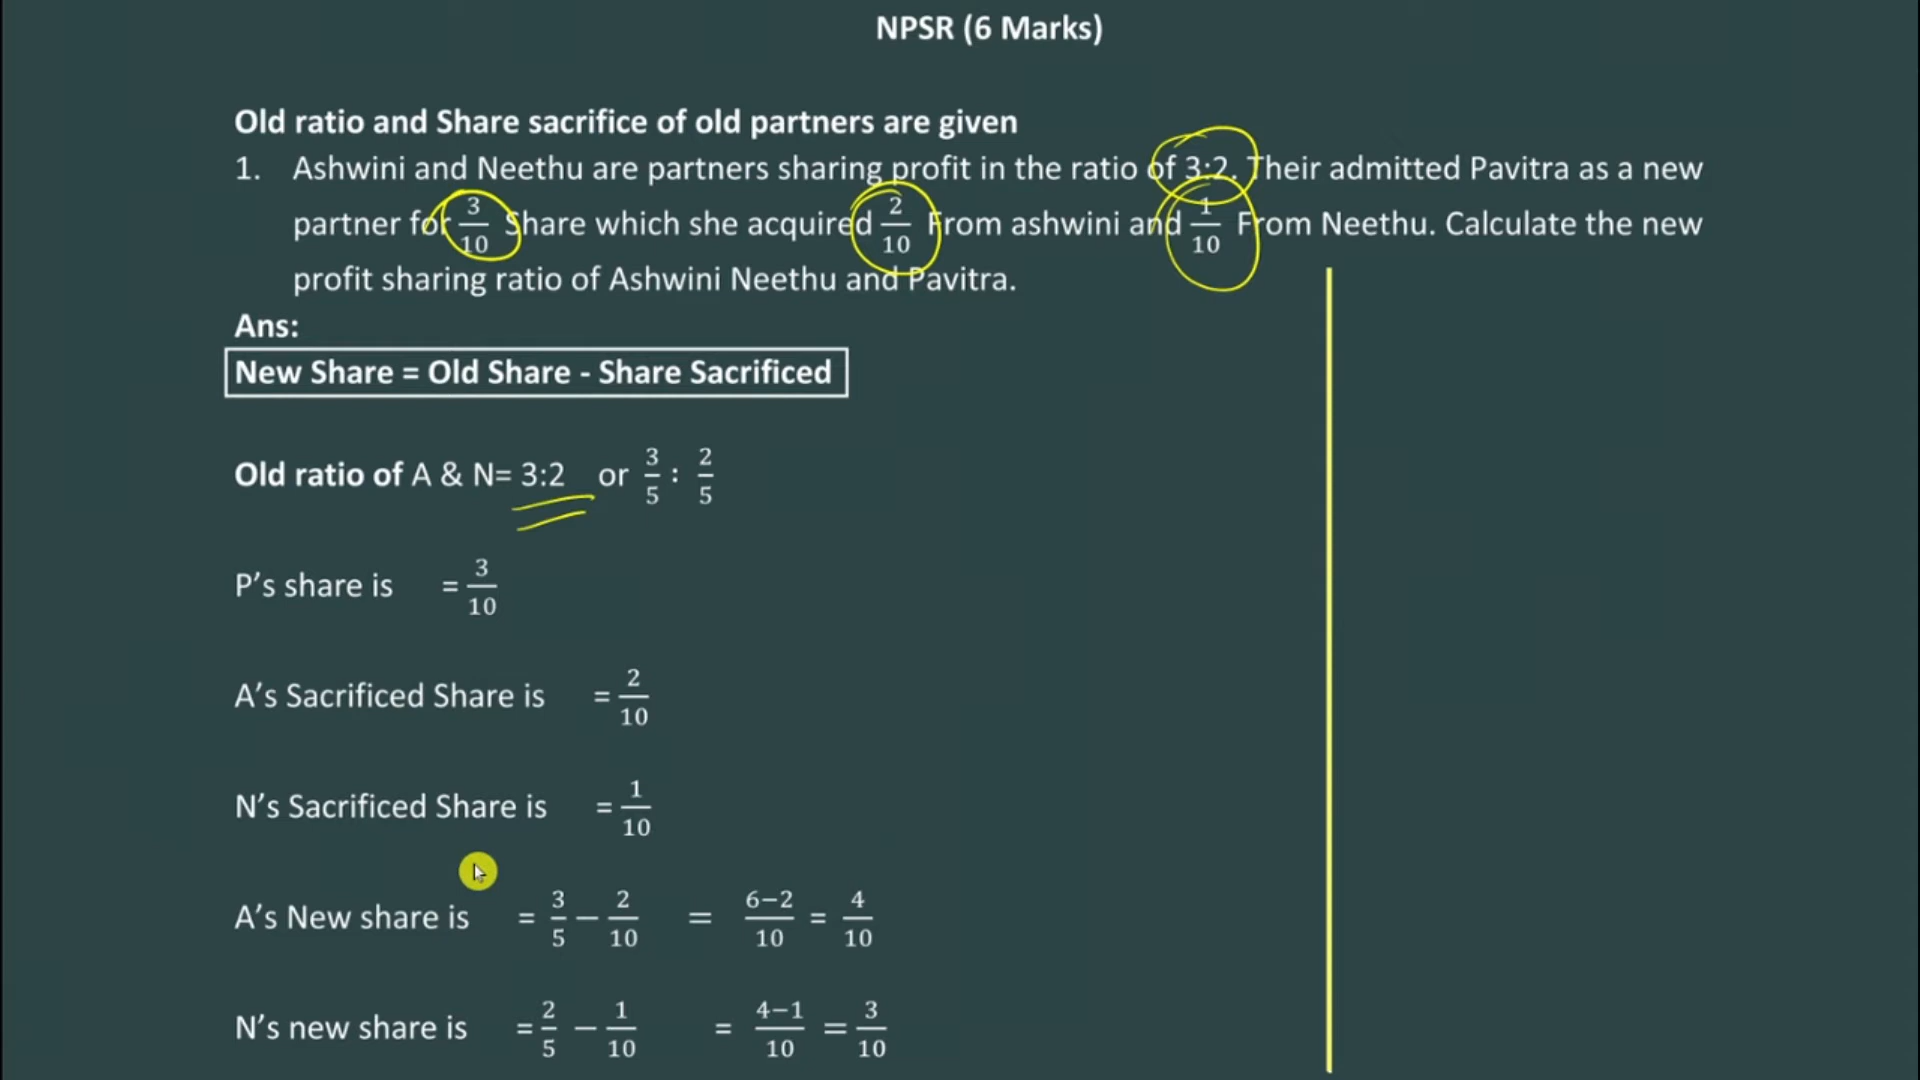 NPSR (6 Marks)
Old ratio and Share sacrifice of old partners are given
1. Ashwini and Neethu are partners sharing profit in the ratio of 3:2. Their admitted Pavitra as a new
partner for 3/10 Share which she acquired 2/10 From ashwini and 1/10 From Neethu. Calculate the new
profit sharing ratio of Ashwini Neethu and Pavitra.
Ans:
New Share = Old Share - Share Sacrificed
Old ratio of A & N= 3:2 or 3/5 : 2/5
P’s share is = 3/10
A’s Sacrificed Share is = 2/10
N’s Sacrificed Share is = 1/10
A’s New share is = 3/5 − 2/10 = 6−2/10 = 4/10
N’s new share is = 2/5 − 1/10 = 4−1/10 = 3/10